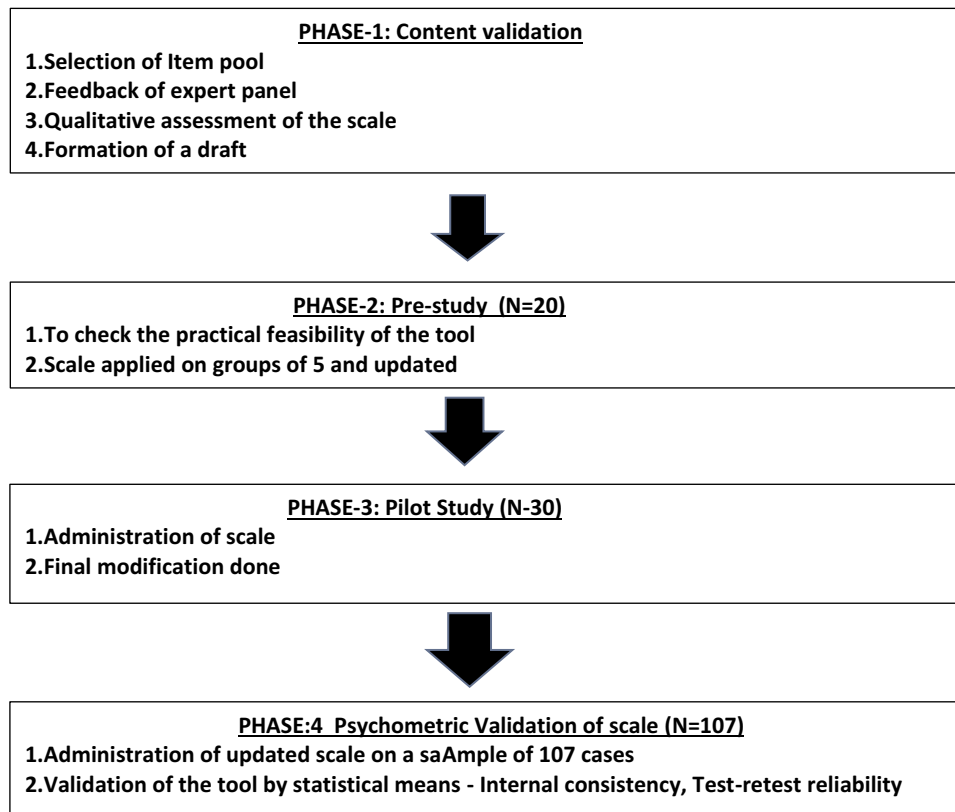 PHASE-1: Content validation
1.Selection of Item pool
2.Feedback of expert panel
3.Qualitative assessment of the scale
4.Formation of a draft
PHASE-2: Pre-study (N=20)
1.To check the practical feasibility of the tool
2.Scale applied on groups of 5 and updated
PHASE-3: Pilot Study (N-30)
1.Administration of scale
2.Final modification done
PHASE:4 Psychometric Validation of scale (N=107)
1.Administration of updated scale on a saAmple of 107 cases
2.Validation of the tool by statistical means - Internal consistency, Test-retest reliability